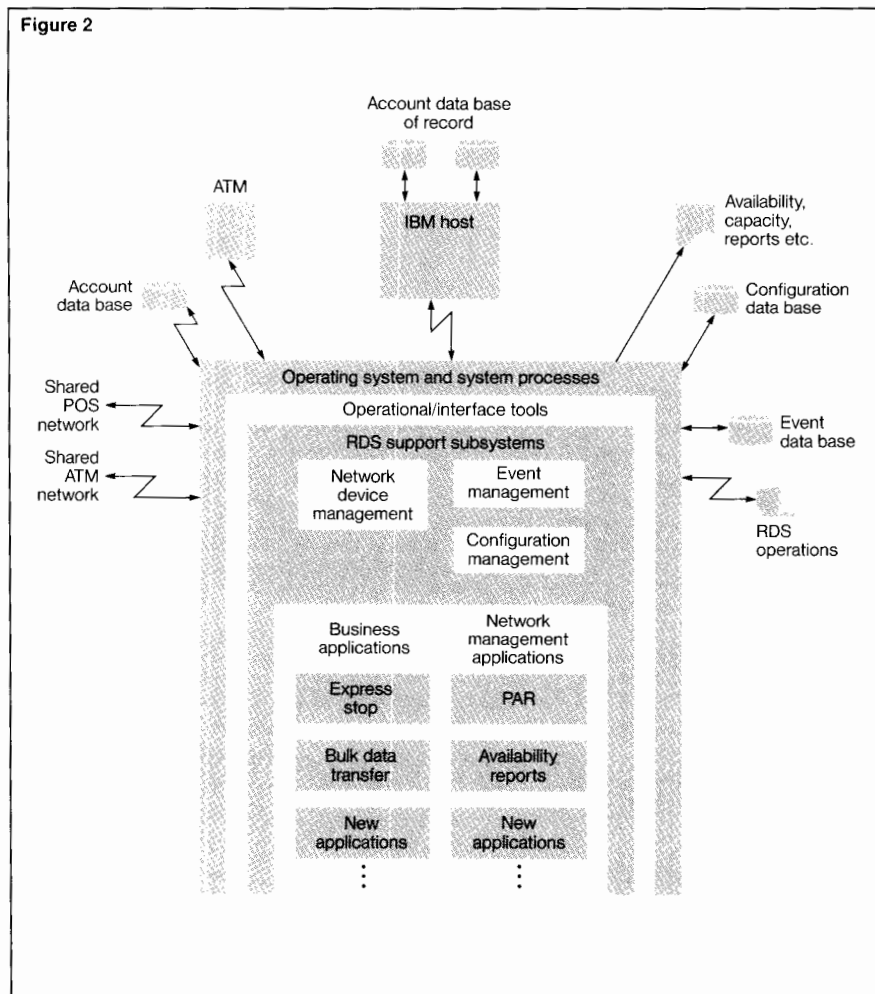 Figure 2
Account data base
of record
ATM
IBM host
Availability,
capacity,
reports etc.
Account
data base
Configuration
data base
Operating system and system processes
Shared
POS
network
Operational/interface tools
Event
data base
RDS support subsystems
Shared
ATM
network
Network
device
management
Event
management
Configuration
management
RDS
operations
Business
applications
Network
management
applications
Express
stop
PAR
Bulk data
transfer
Availability
reports
New
applications
New
applications